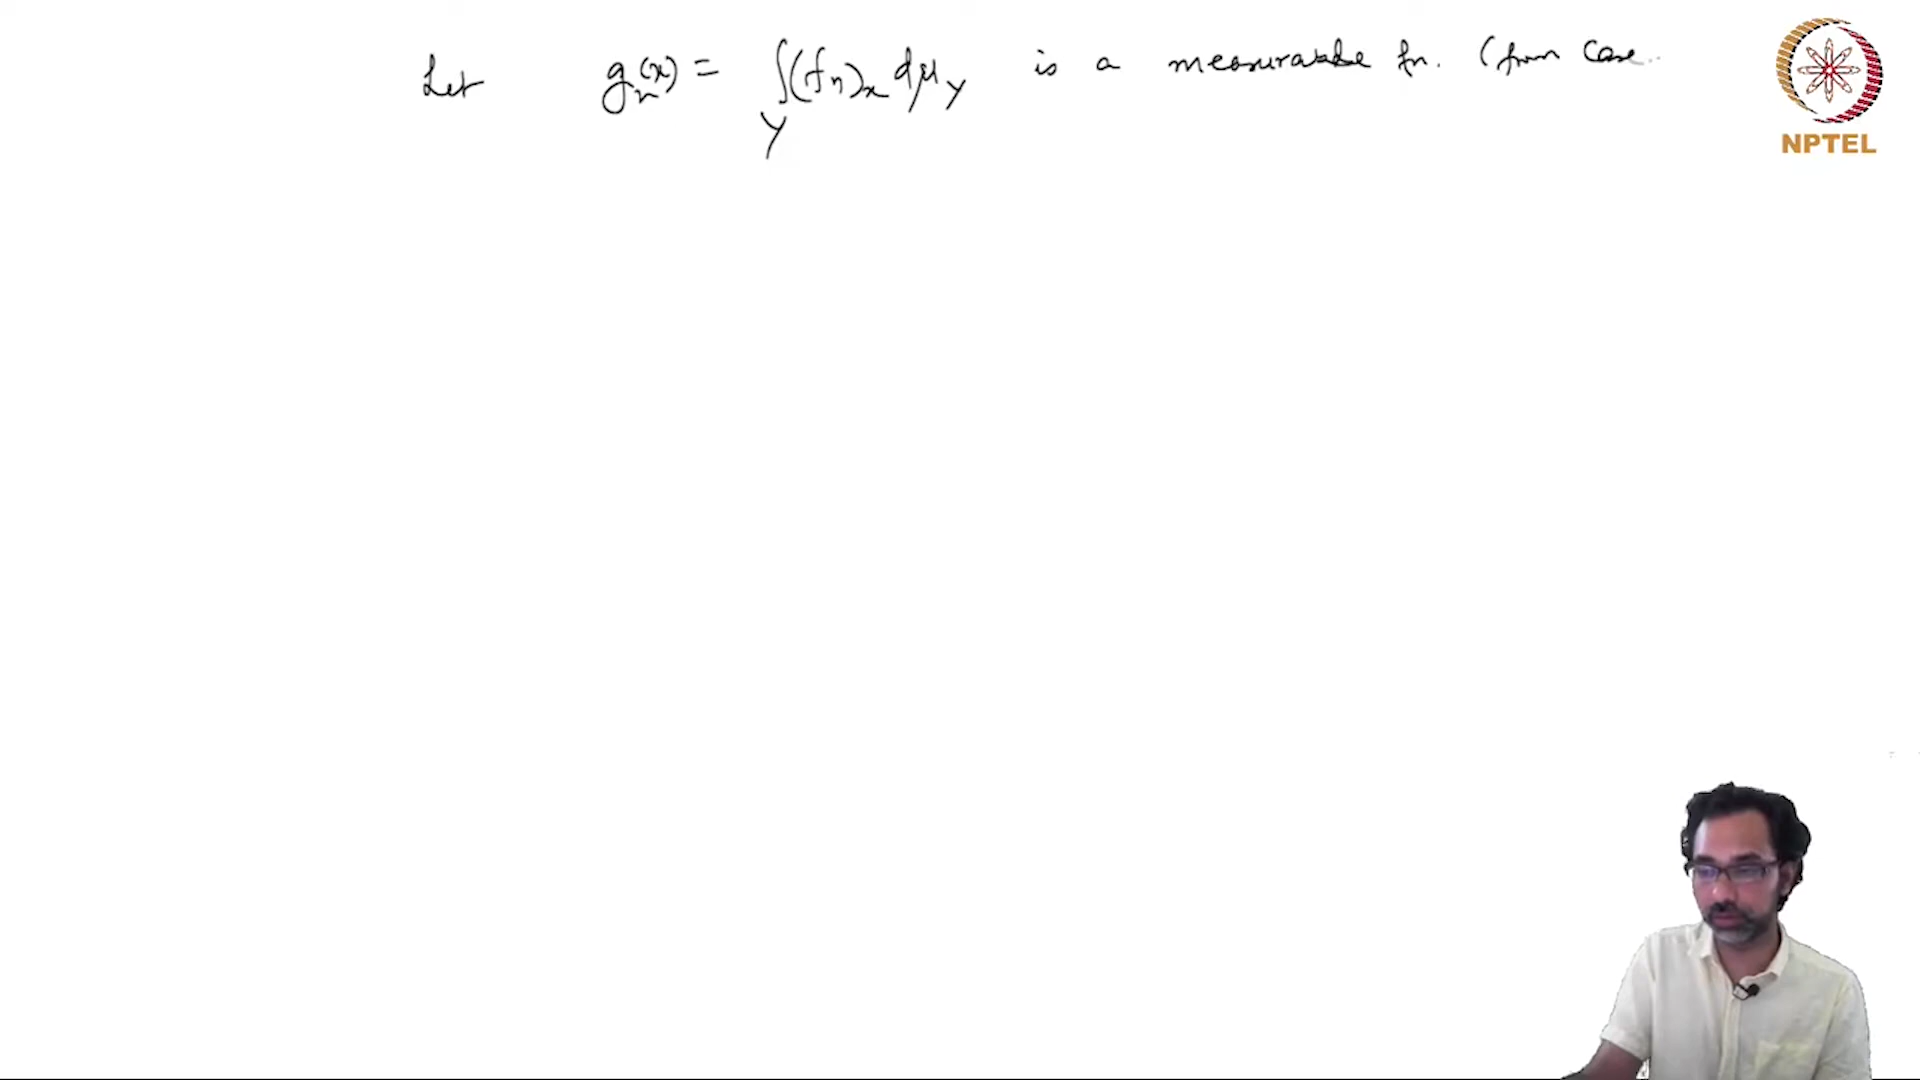 Let g_n(x) = ∫_Y (f_n)_x dμ_Y is a measurable fn. (from Case..
NPTEL